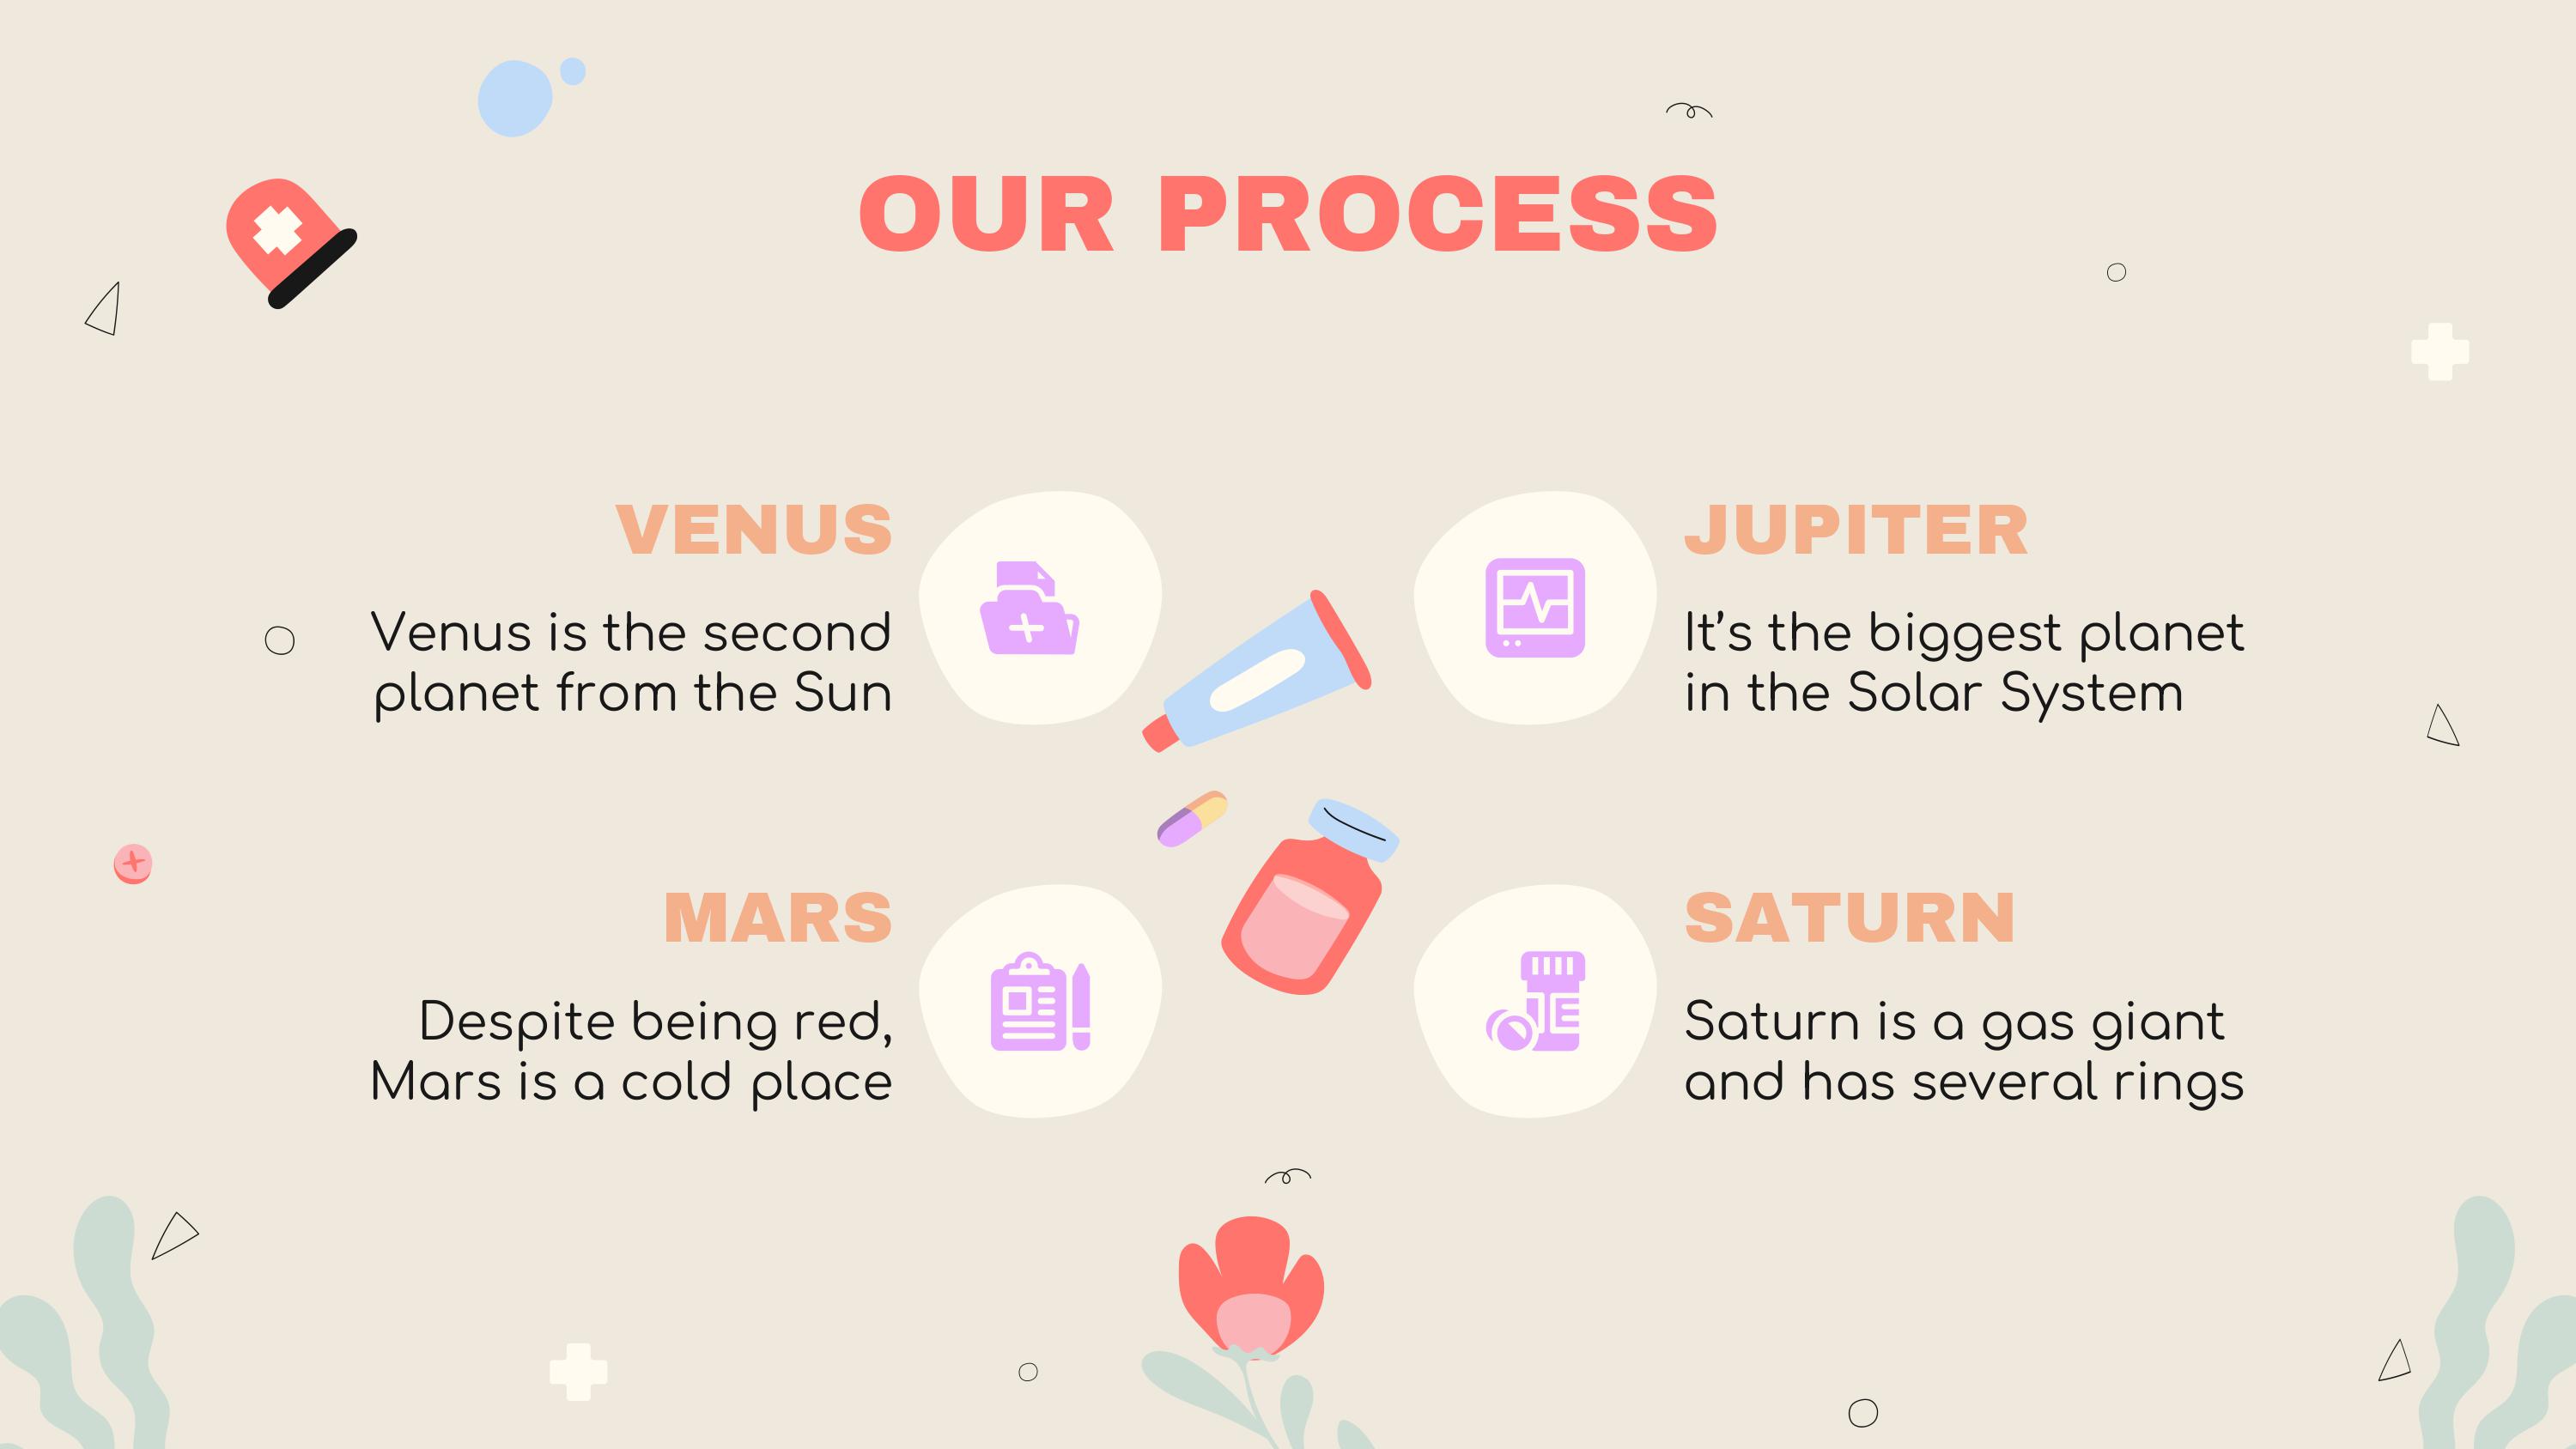 OUR PROCESS
VENUS
Venus is the second
planet from the Sun
JUPITER
It’s the biggest planet
in the Solar System
MARS
Despite being red,
Mars is a cold place
SATURN
Saturn is a gas giant
and has several rings